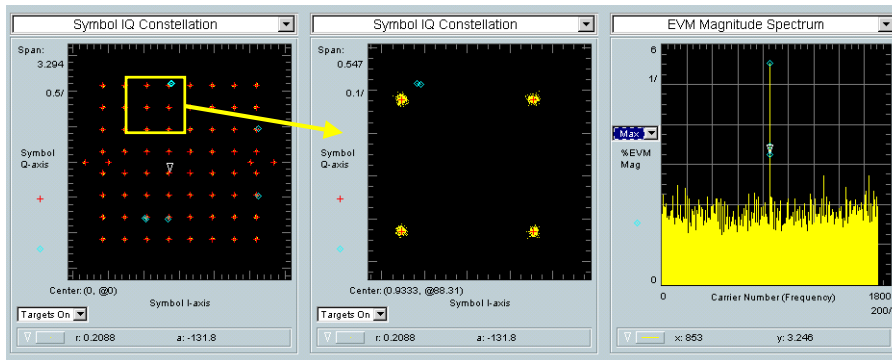 Symbol IQ Constellation
Span:
3.294
0.5/
Symbol
Q-axis
Center: (0, @0)
Symbol I-axis
Targets On
r: 0.2088 a: -131.8
Symbol IQ Constellation
Span:
0.547
0.1/
Symbol
Q-axis
Center: (0.9333, @88.31)
Symbol I-axis
Targets On
r: 0.2088 a: -131.8
EVM Magnitude Spectrum
6
1/
Max
%EVM
Mag
0
0 Carrier Number (Frequency) 1800
200/
x: 853 y: 3.246